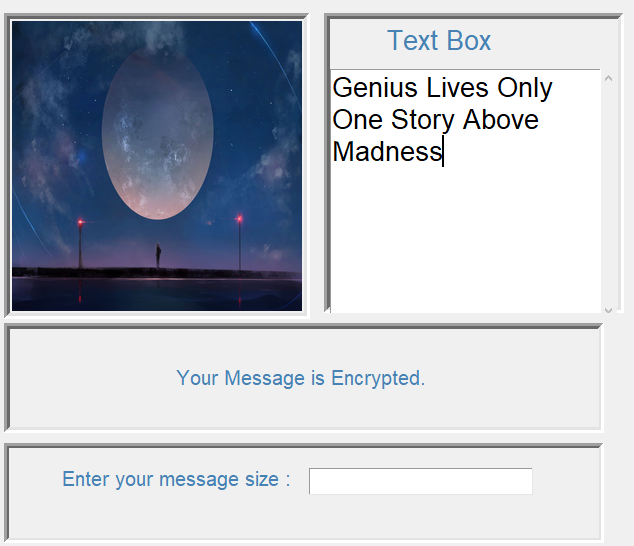 Text Box
Genius Lives Only
One Story Above
Madness
Your Message is Encrypted.
Enter your message size :